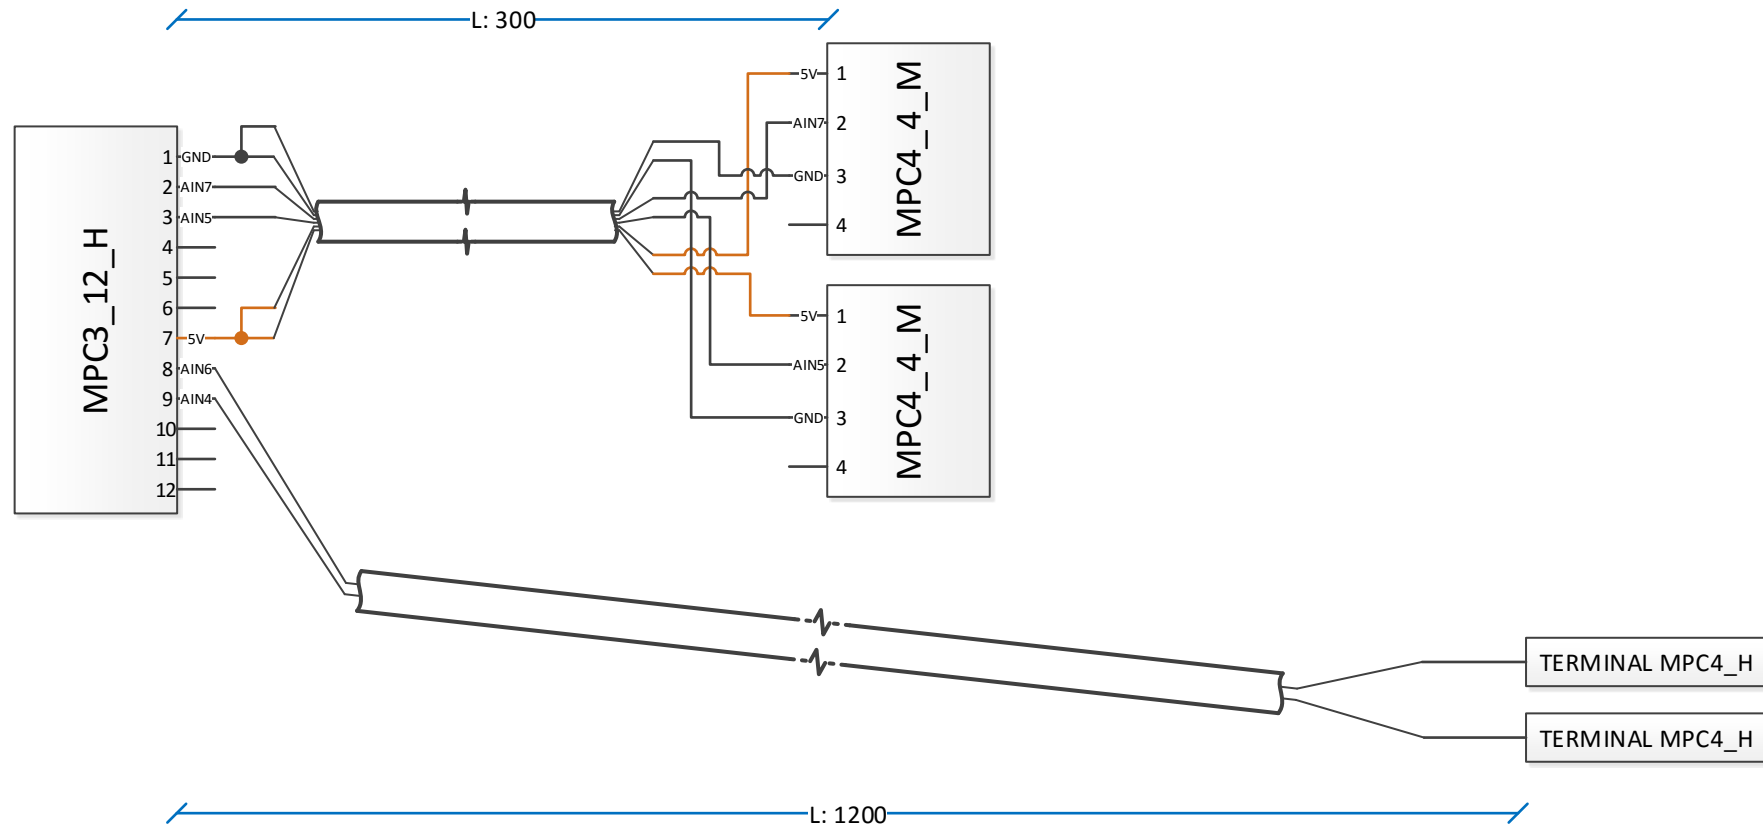 L: 300
MPC3_12_H
1 GND
2 AIN7
3 AIN5
4
5
6
7 5V
8 AIN6
9 AIN4
10
11
12
5V 1
AIN7 2
GND 3
4
MPC4_4_M
5V 1
AIN5 2
GND 3
4
MPC4_4_M
TERMINAL MPC4_H
TERMINAL MPC4_H
L: 1200